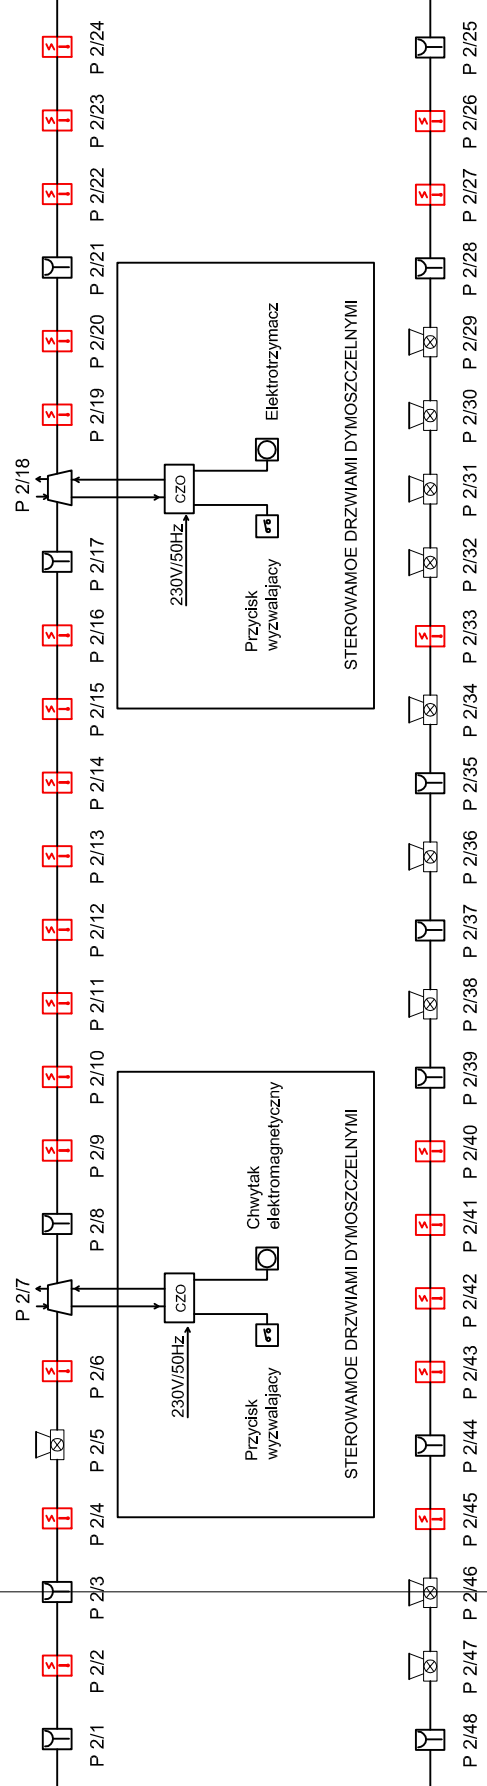 P 2/1
P 2/2
P 2/3
P 2/4
P 2/5
P 2/6
P 2/7
P 2/8
P 2/9
P 2/10
P 2/11
P 2/12
P 2/13
P 2/14
P 2/15
P 2/16
P 2/17
P 2/18
P 2/19
P 2/20
P 2/21
P 2/22
P 2/23
P 2/24
230V/50Hz
CZO
Przycisk
wyzwalajacy
Chwytak
elektromagnetyczny
STEROWAMOE DRZWIAMI DYMOSZCZELNYMI
230V/50Hz
CZO
Przycisk
wyzwalajacy
Elektrotrzymacz
STEROWAMOE DRZWIAMI DYMOSZCZELNYMI
P 2/48
P 2/47
P 2/46
P 2/45
P 2/44
P 2/43
P 2/42
P 2/41
P 2/40
P 2/39
P 2/38
P 2/37
P 2/36
P 2/35
P 2/34
P 2/33
P 2/32
P 2/31
P 2/30
P 2/29
P 2/28
P 2/27
P 2/26
P 2/25